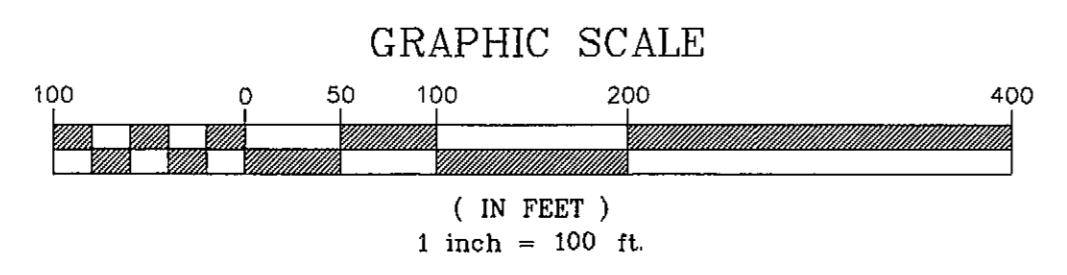 GRAPHIC SCALE
100 0 50 100 200 400
( IN FEET )
1 inch = 100 ft.